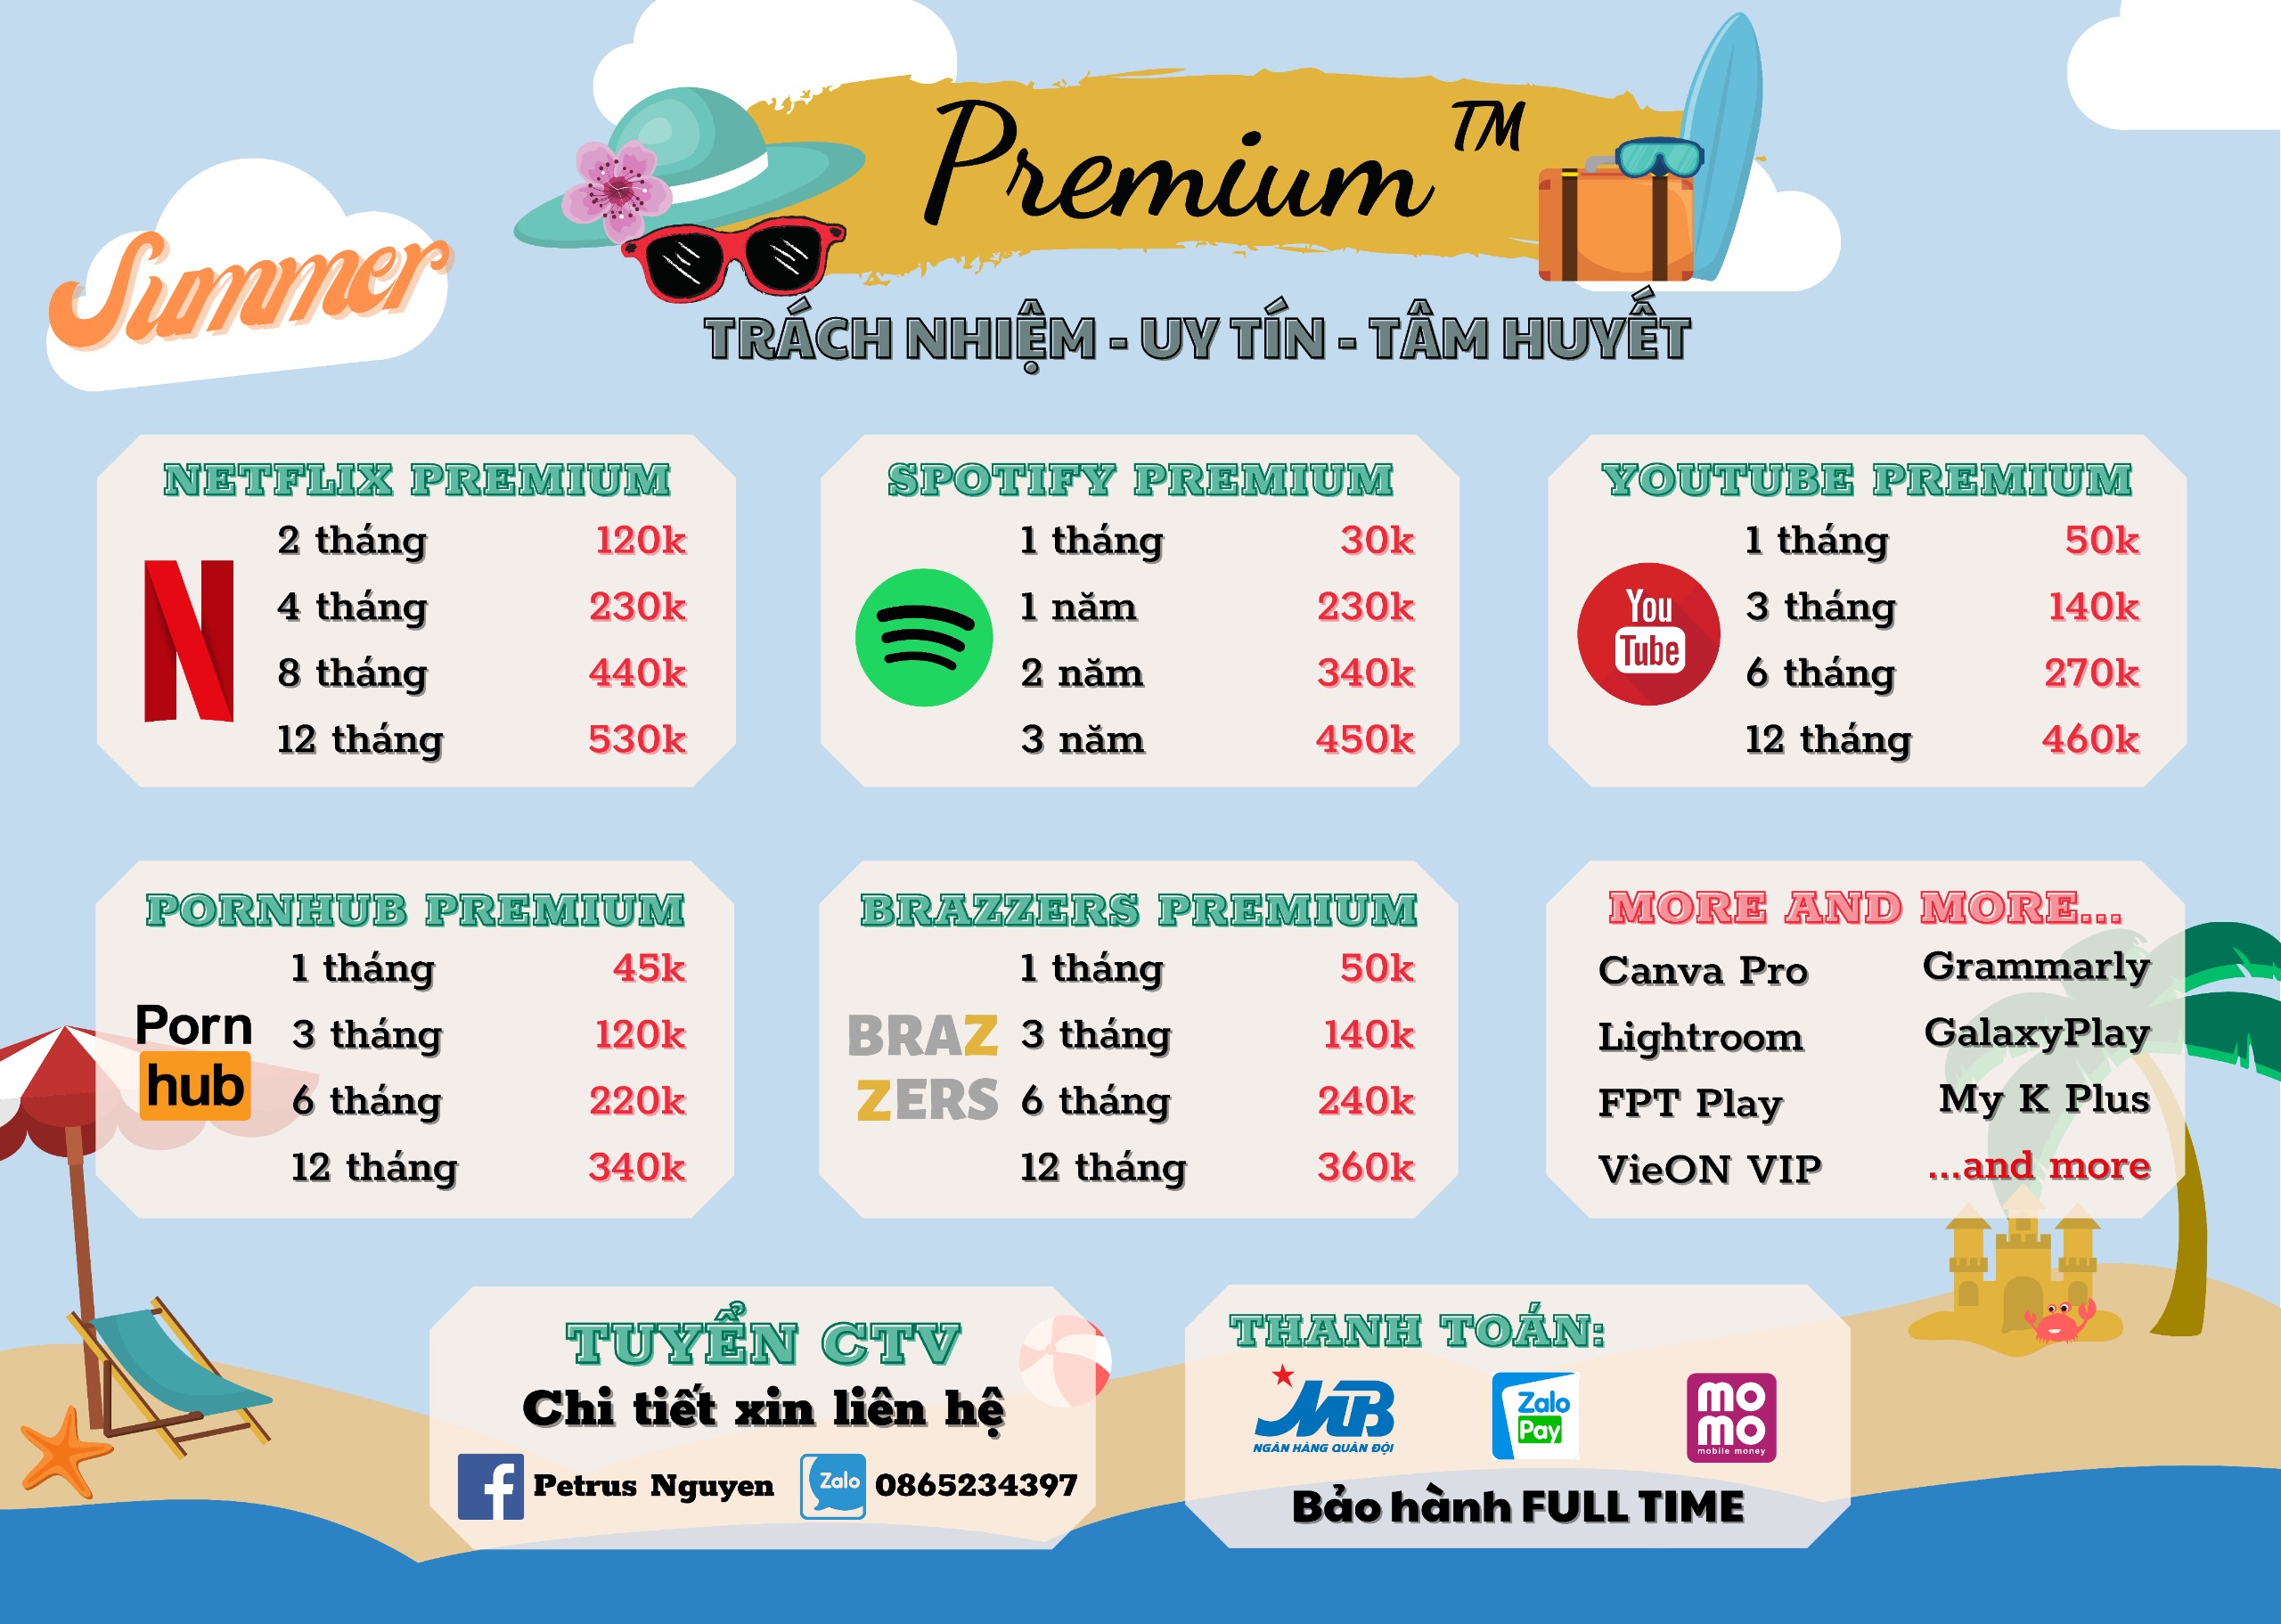 Summer
Premium™
TRÁCH NHIỆM - UY TÍN - TÂM HUYẾT
NETFLIX PREMIUM
2 tháng 120k
4 tháng 230k
8 tháng 440k
12 tháng 530k
SPOTIFY PREMIUM
1 tháng 30k
1 năm 230k
2 năm 340k
3 năm 450k
YOUTUBE PREMIUM
You
Tube
1 tháng 50k
3 tháng 140k
6 tháng 270k
12 tháng 460k
PORNHUB PREMIUM
Porn
hub
1 tháng 45k
3 tháng 120k
6 tháng 220k
12 tháng 340k
BRAZZERS PREMIUM
BRAZ
ZERS
1 tháng 50k
3 tháng 140k
6 tháng 240k
12 tháng 360k
MORE AND MORE...
Canva Pro Grammarly
Lightroom GalaxyPlay
FPT Play My K Plus
VieON VIP ...and more
TUYỂN CTV
Chi tiết xin liên hệ
f Petrus Nguyen Zalo 0865234397
THANH TOÁN:
MB
NGÂN HÀNG QUÂN ĐỘI
Zalo
Pay
mo
mo
mobile money
Bảo hành FULL TIME